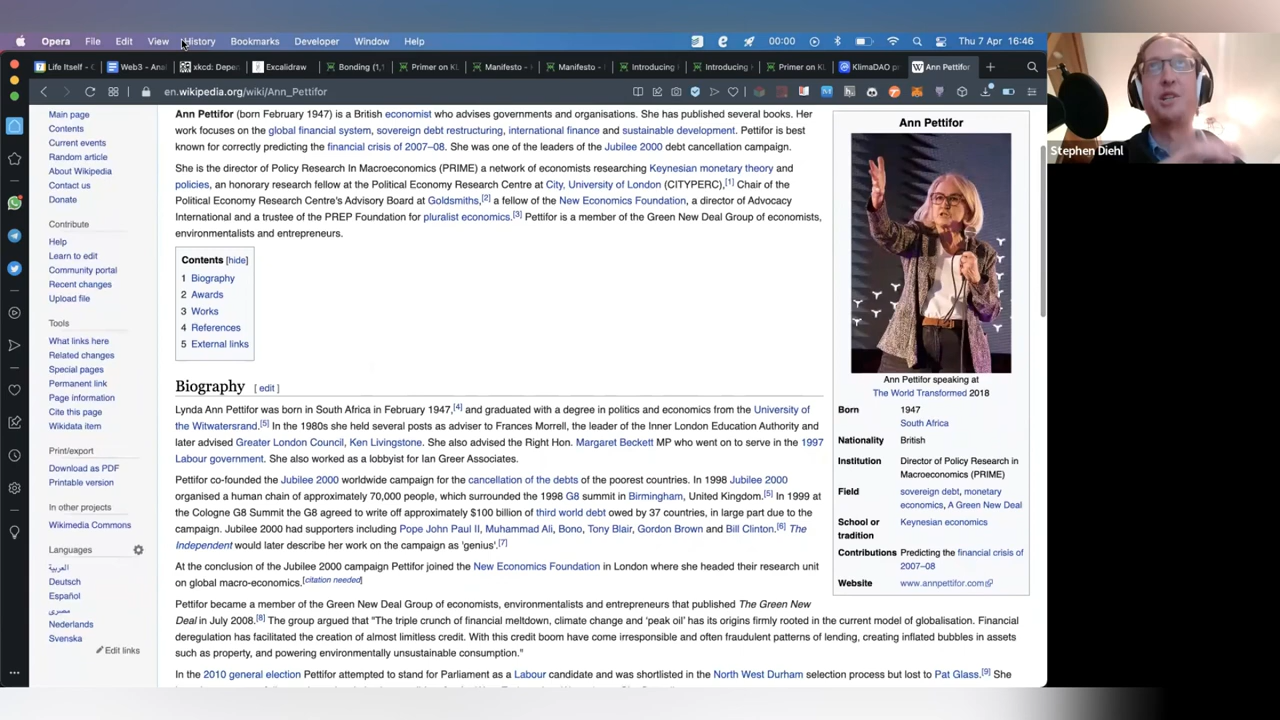 Opera File Edit View History Bookmarks Developer Window Help 00:00 Thu 7 Apr 16:46
Life Itself - Web3 - Anal xkcd: Depen Excalidraw Bonding (1,1 Primer on Kl Manifesto - Manifesto - Introducing Introducing Primer on Kl KlimaDAO pr Ann Pettifor
en.wikipedia.org/wiki/Ann_Pettifor
Main page
Contents
Current events
Random article
About Wikipedia
Contact us
Donate
Contribute
Help
Learn to edit
Community portal
Recent changes
Upload file
Tools
What links here
Related changes
Special pages
Permanent link
Page information
Cite this page
Wikidata item
Print/export
Download as PDF
Printable version
In other projects
Wikimedia Commons
Languages
العربية
Deutsch
Español
مصرى
Nederlands
Svenska
Edit links
Ann Pettifor (born February 1947) is a British economist who advises governments and organisations. She has published several books. Her
work focuses on the global financial system, sovereign debt restructuring, international finance and sustainable development. Pettifor is best
known for correctly predicting the financial crisis of 2007–08. She was one of the leaders of the Jubilee 2000 debt cancellation campaign.
She is the director of Policy Research In Macroeconomics (PRIME) a network of economists researching Keynesian monetary theory and
policies, an honorary research fellow at the Political Economy Research Centre at City, University of London (CITYPERC),[1] Chair of the
Political Economy Research Centre's Advisory Board at Goldsmiths,[2] a fellow of the New Economics Foundation, a director of Advocacy
International and a trustee of the PREP Foundation for pluralist economics.[3] Pettifor is a member of the Green New Deal Group of economists,
environmentalists and entrepreneurs.
Contents [hide]
1 Biography
2 Awards
3 Works
4 References
5 External links
Biography [ edit ]
Lynda Ann Pettifor was born in South Africa in February 1947,[4] and graduated with a degree in politics and economics from the University of
the Witwatersrand.[5] In the 1980s she held several posts as adviser to Frances Morrell, the leader of the Inner London Education Authority and
later advised Greater London Council, Ken Livingstone. She also advised the Right Hon. Margaret Beckett MP who went on to serve in the 1997
Labour government. She also worked as a lobbyist for Ian Greer Associates.
Pettifor co-founded the Jubilee 2000 worldwide campaign for the cancellation of the debts of the poorest countries. In 1998 Jubilee 2000
organised a human chain of approximately 70,000 people, which surrounded the 1998 G8 summit in Birmingham, United Kingdom.[5] In 1999 at
the Cologne G8 Summit the G8 agreed to write off approximately $100 billion of third world debt owed by 37 countries, in large part due to the
campaign. Jubilee 2000 had supporters including Pope John Paul II, Muhammad Ali, Bono, Tony Blair, Gordon Brown and Bill Clinton.[6] The
Independent would later describe her work on the campaign as 'genius'.[7]
At the conclusion of the Jubilee 2000 campaign Pettifor joined the New Economics Foundation in London where she headed their research unit
on global macro-economics.[citation needed]
Pettifor became a member of the Green New Deal Group of economists, environmentalists and entrepreneurs that published The Green New
Deal in July 2008.[8] The group argued that "The triple crunch of financial meltdown, climate change and 'peak oil' has its origins firmly rooted in the current model of globalisation. Financial
deregulation has facilitated the creation of almost limitless credit. With this credit boom have come irresponsible and often fraudulent patterns of lending, creating inflated bubbles in assets
such as property, and powering environmentally unsustainable consumption."
In the 2010 general election Pettifor attempted to stand for Parliament as a Labour candidate and was shortlisted in the North West Durham selection process but lost to Pat Glass.[9] She
Ann Pettifor
Ann Pettifor speaking at
The World Transformed 2018
Born 1947
South Africa
Nationality British
Institution Director of Policy Research in
Macroeconomics (PRIME)
Field sovereign debt, monetary
economics, A Green New Deal
School or Keynesian economics
tradition
Contributions Predicting the financial crisis of
2007–08
Website www.annpettifor.com
Stephen Diehl